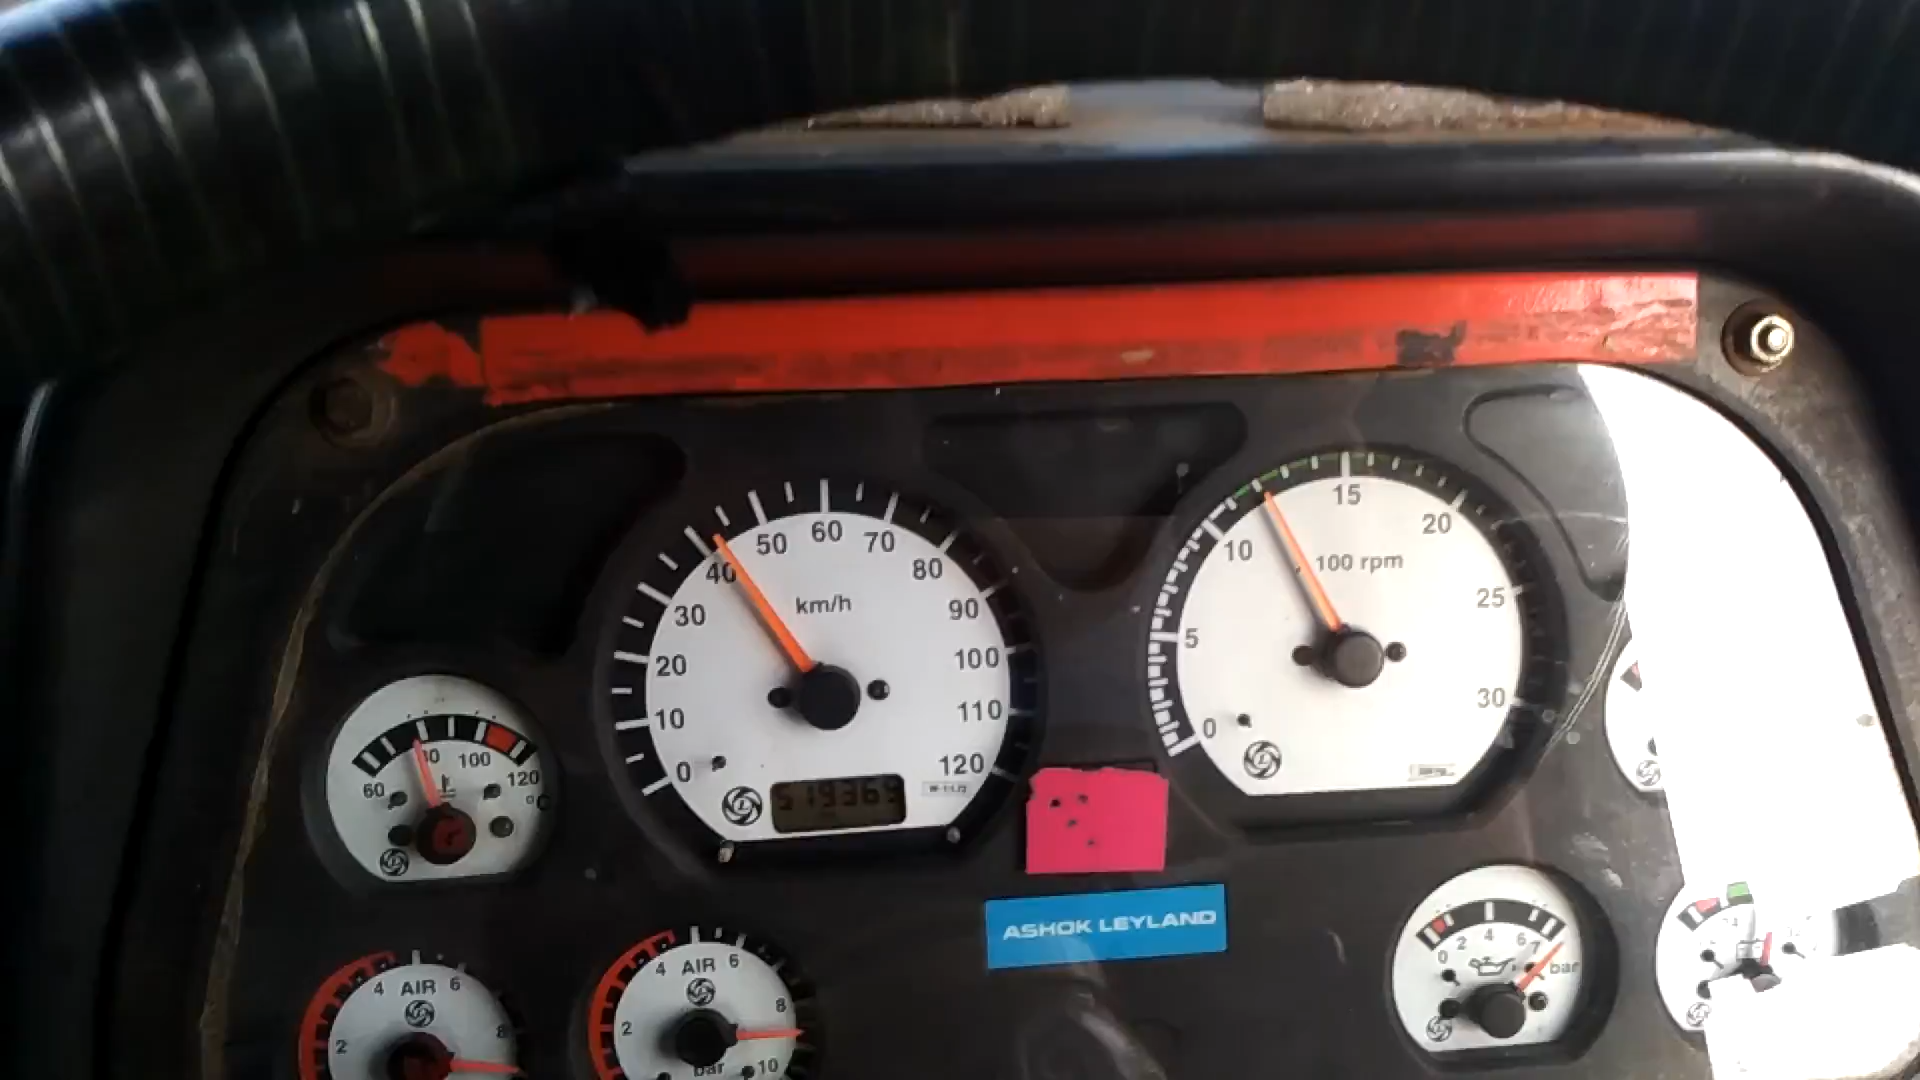 0 10 20 30 40 50 60 70 80 90 100 110 120
km/h
519369
0 5 10 15 20 25 30
100 rpm
60 80 100 120
°C
ASHOK LEYLAND
2 4 AIR 6 8
2 4 AIR 6 8 10
bar
0 2 4 6 7
bar